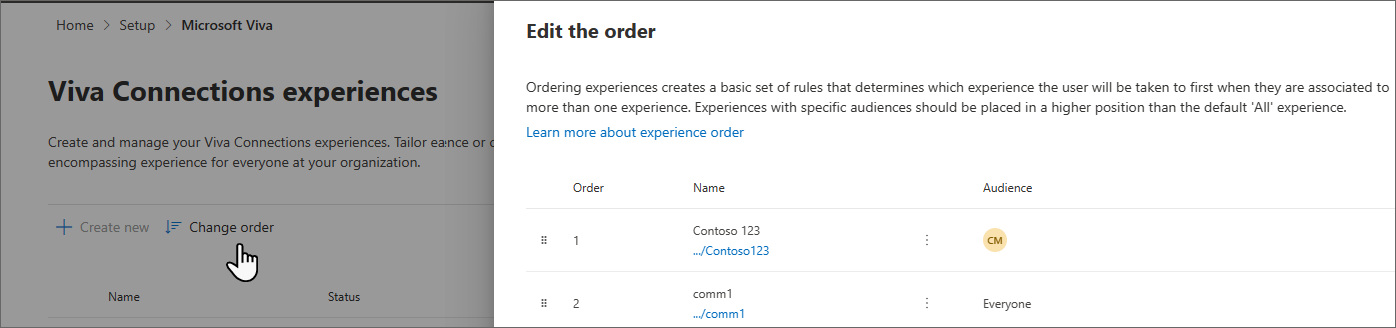 Home > Setup > Microsoft Viva
Viva Connections experiences
Create and manage your Viva Connections experiences. Tailor eaence or c
encompassing experience for everyone at your organization.
Create new Change order
Name Status
Edit the order
Ordering experiences creates a basic set of rules that determines which experience the user will be taken to first when they are associated to
more than one experience. Experiences with specific audiences should be placed in a higher position than the default 'All' experience.
Learn more about experience order
Order Name Audience
1 Contoso 123 CM
.../Contoso123
2 comm1 Everyone
.../comm1